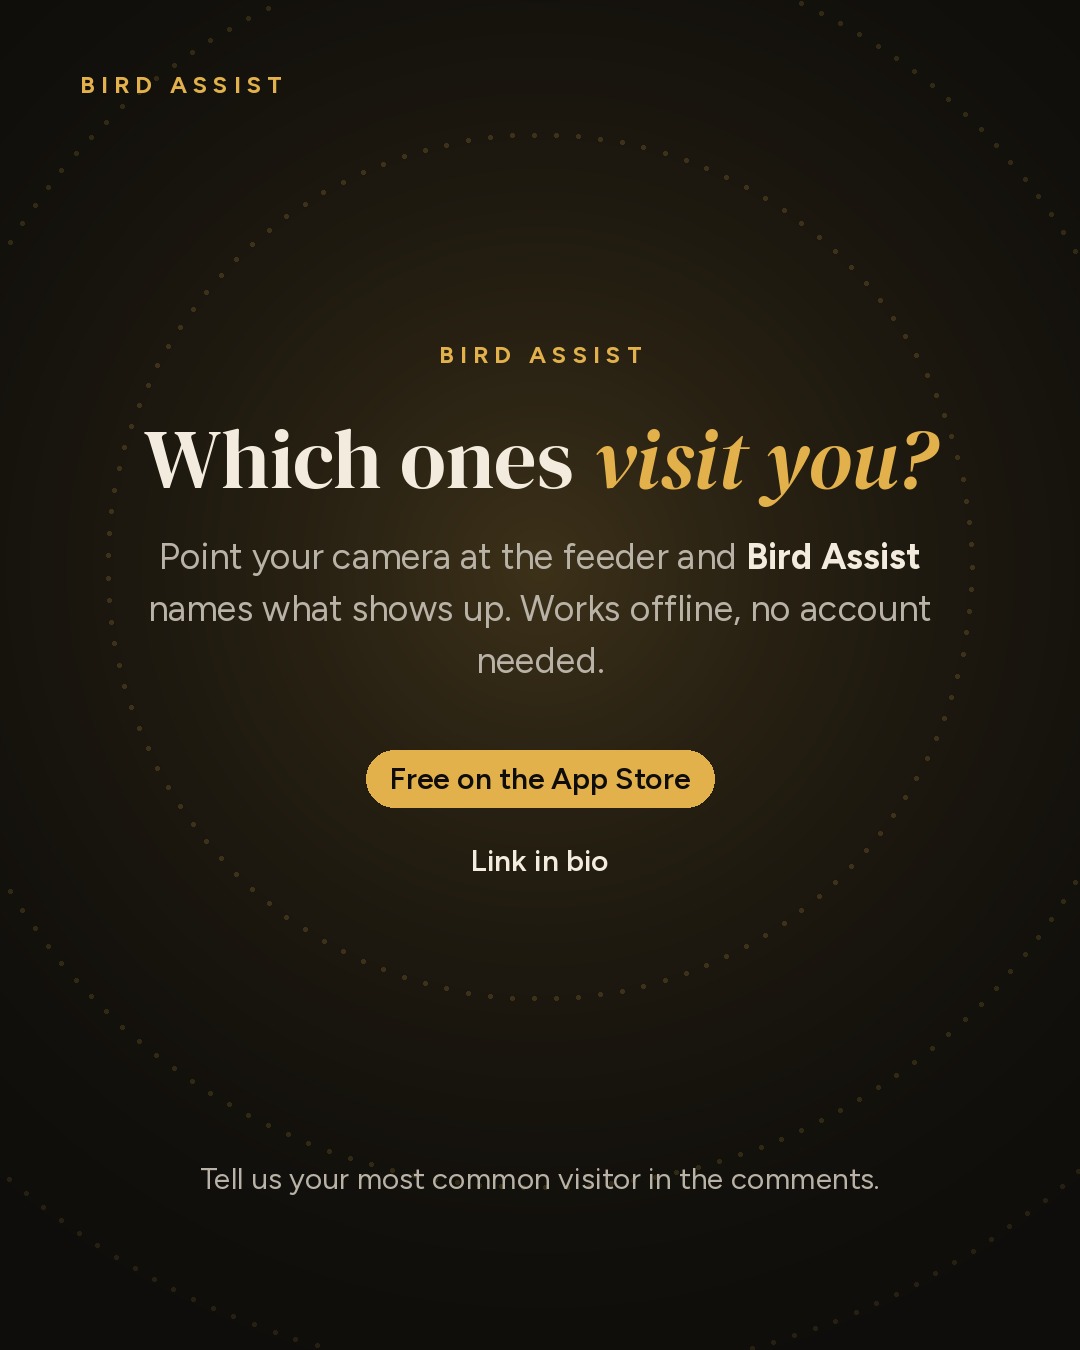 BIRD ASSIST
BIRD ASSIST
Which ones visit you?
Point your camera at the feeder and Bird Assist
names what shows up. Works offline, no account
needed.
Free on the App Store
Link in bio
Tell us your most common visitor in the comments.